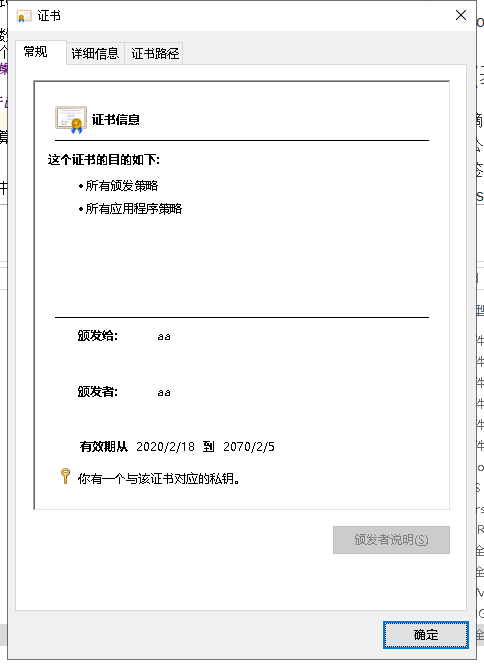 证书
常规 详细信息 证书路径
证书信息
这个证书的目的如下:
• 所有颁发策略
• 所有应用程序策略
颁发给: aa
颁发者: aa
有效期从 2020/2/18 到 2070/2/5
你有一个与该证书对应的私钥。
颁发者说明(S)
确定